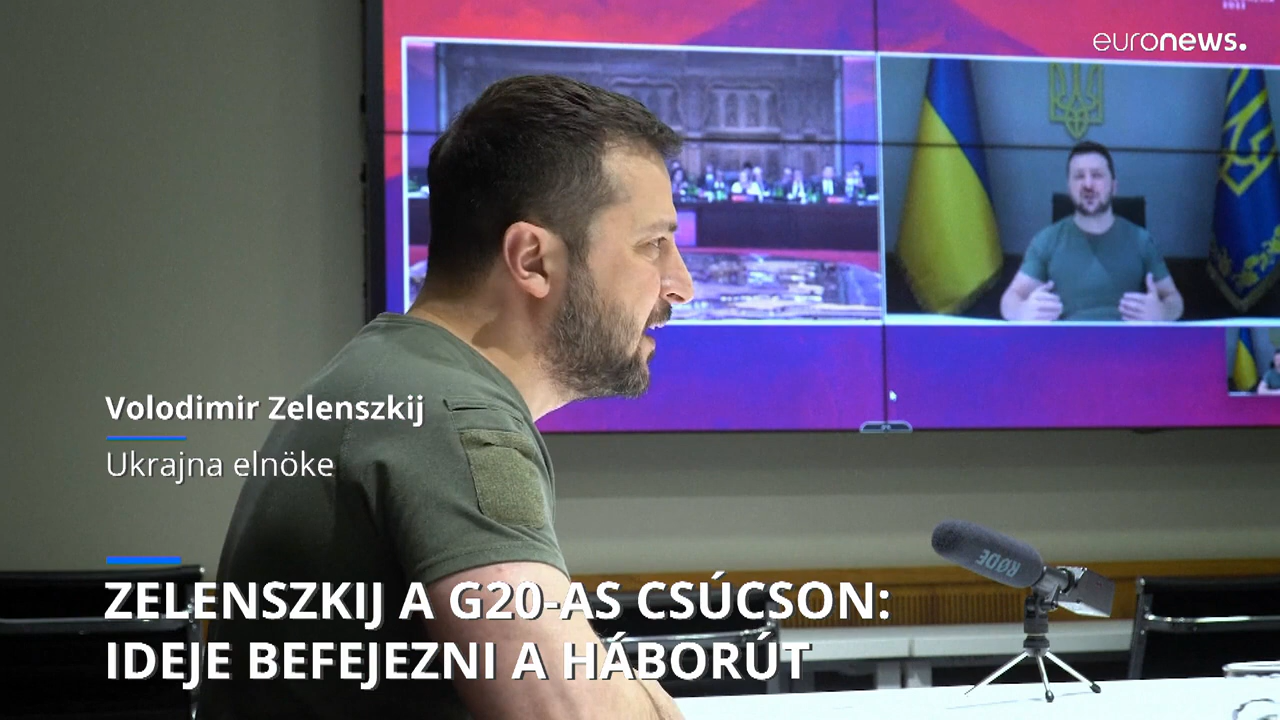 euronews.
Volodimir Zelenszkij
Ukrajna elnöke
ZELENSZKIJ A G20-AS CSÚCSON:
IDEJE BEFEJEZNI A HÁBORÚT
RØDE